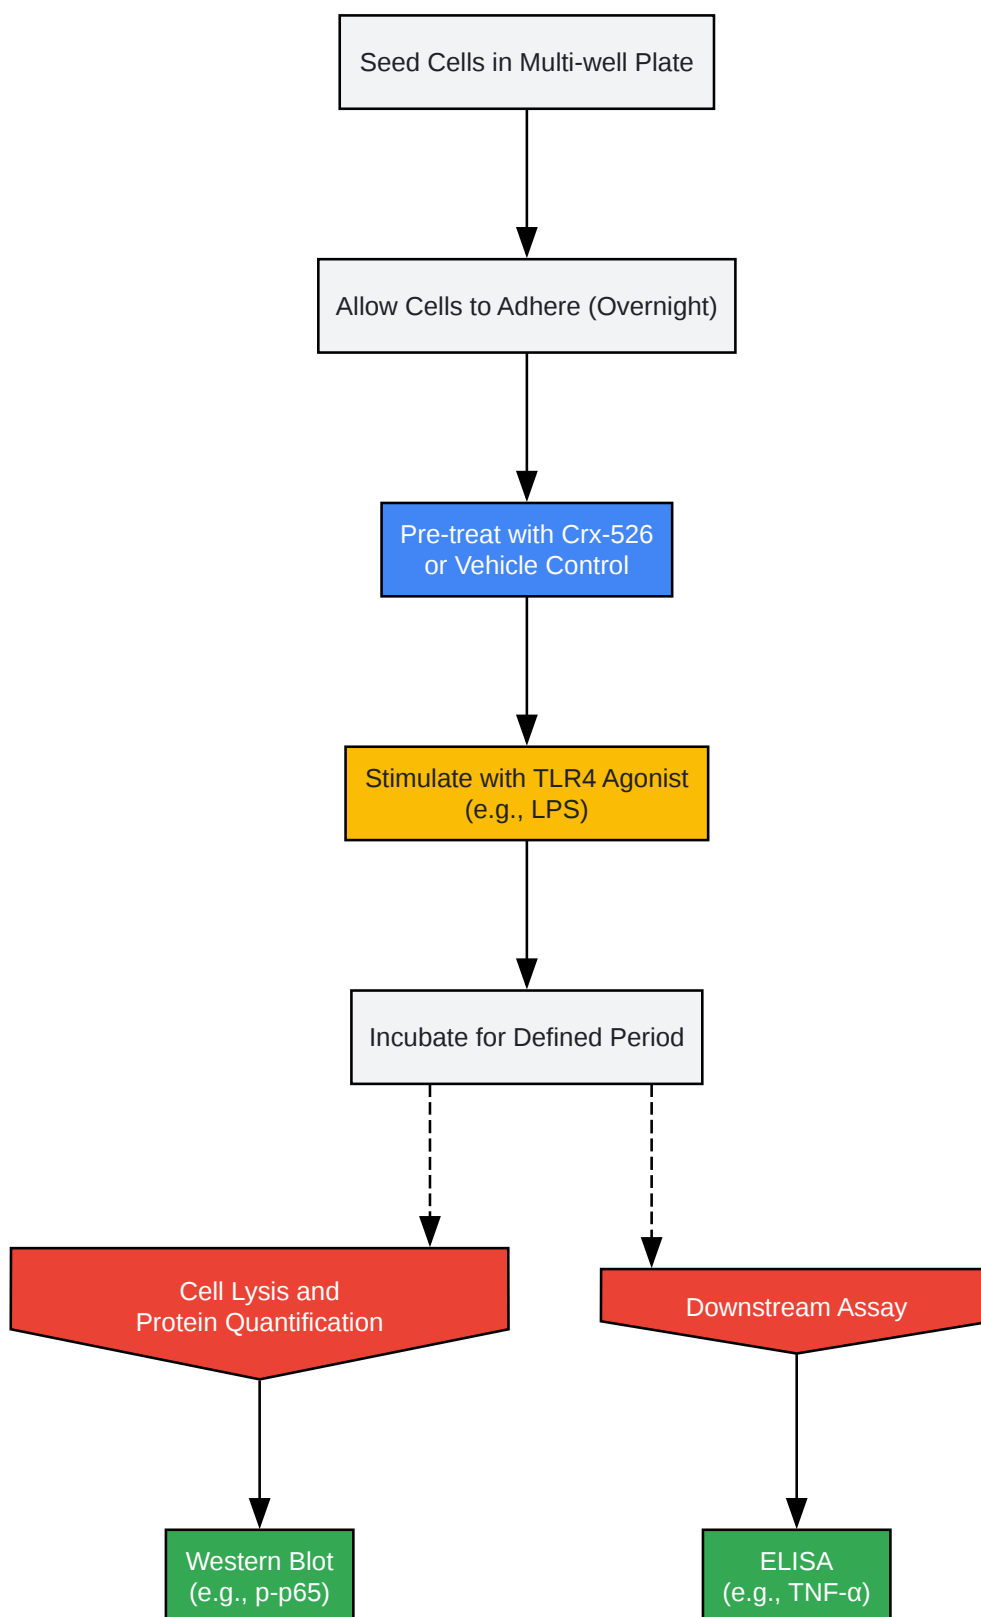 Seed Cells in Multi-well Plate
Allow Cells to Adhere (Overnight)
Pre-treat with Crx-526
or Vehicle Control
Stimulate with TLR4 Agonist
(e.g., LPS)
Incubate for Defined Period
Cell Lysis and
Protein Quantification
Downstream Assay
Western Blot
(e.g., p-p65)
ELISA
(e.g., TNF-α)